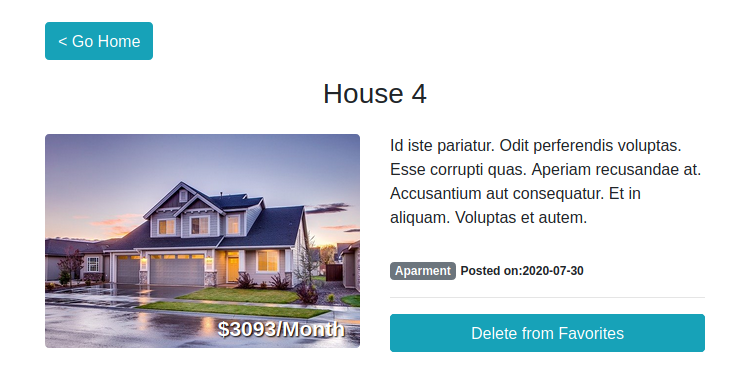 < Go Home
House 4
Id iste pariatur. Odit perferendis voluptas.
Esse corrupti quas. Aperiam recusandae at.
Accusantium aut consequatur. Et in
aliquam. Voluptas et autem.
Aparment Posted on:2020-07-30
$3093/Month
Delete from Favorites